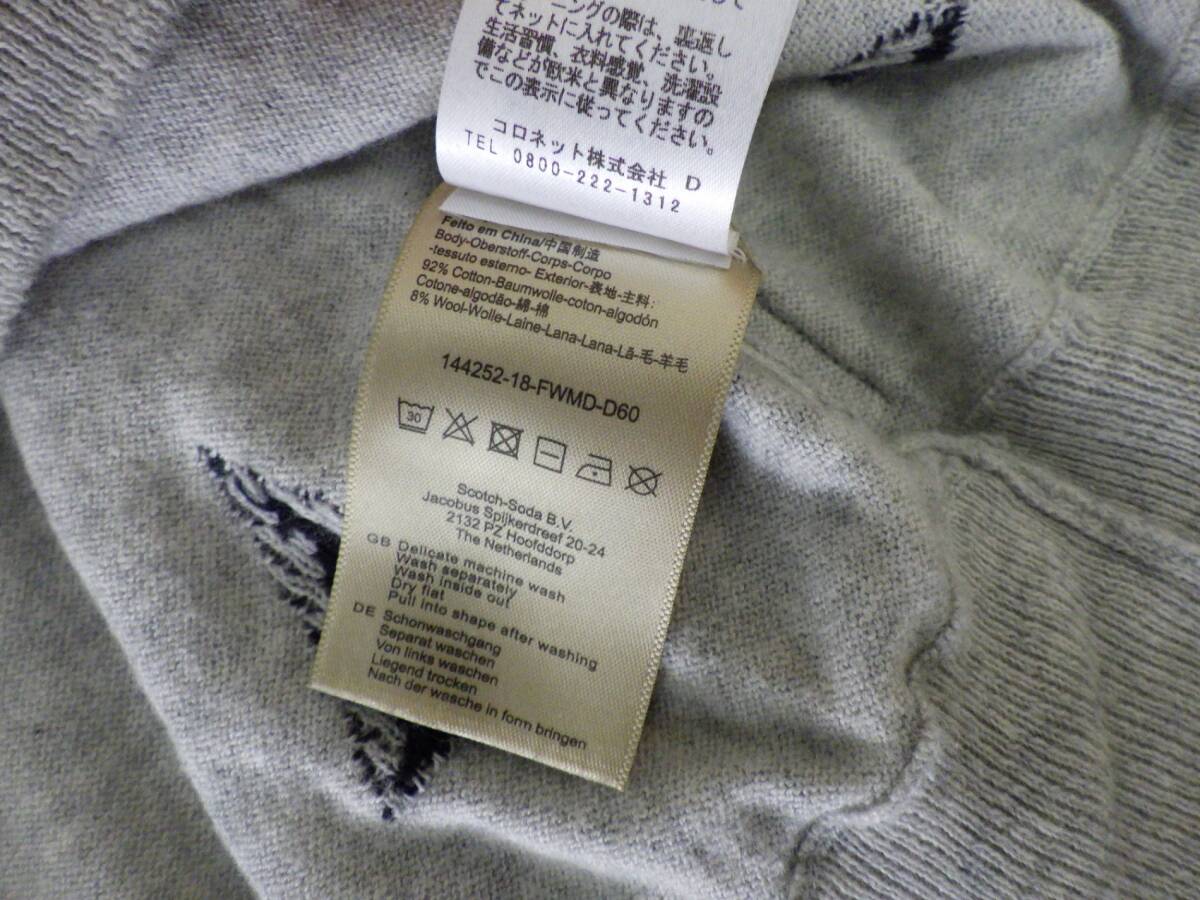 ーニングの際は、裏返し
てネットに入れてください。
生活習慣、衣料感覚、洗濯設
備などが欧米と異なりますの
でこの表示に従ってください。
コロネット株式会社 D
TEL 0800-222-1312
Feito em China/中国制造
Body-Oberstoff-Corps-Corpo
-tessuto esterno- Exterior-表地-主料:
92% Cotton-Baumwolle-coton-algodón
Cotone-algodão-綿-棉
8% Wool-Wolle-Laine-Lana-Lana-Lã-毛-羊毛
144252-18-FWMD-D60
30
Scotch-Soda B.V.
Jacobus Spijkerdreef 20-24
2132 PZ Hoofddorp
The Netherlands
GB Delicate machine wash
Wash separately
Wash inside out
Dry flat
Pull into shape after washing
DE Schonwaschgang
Separat waschen
Von links waschen
Liegend trocken
Nach der wasche in form bringen